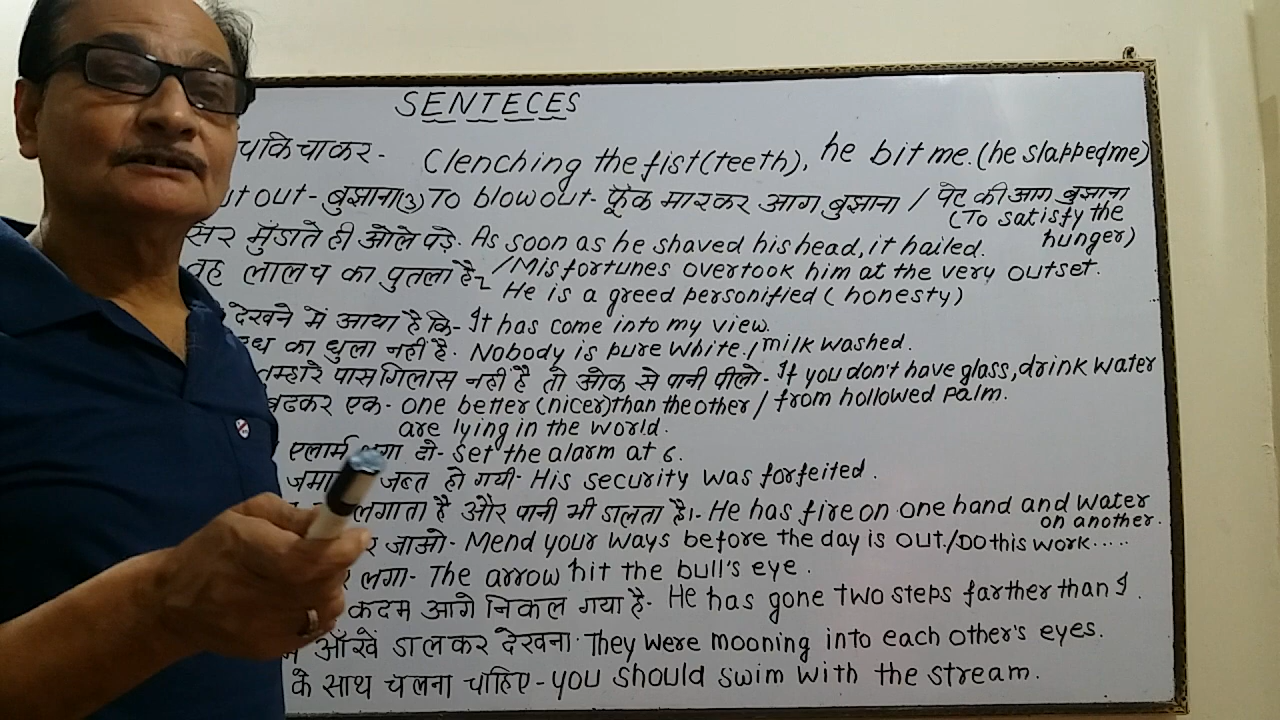 SENTECES
पकिचाकर- Clenching the fist (teeth), he bit me. (he slapped me)
out - बुझाना (3) To blow out - फूँक मारकर आग बुझाना / पेट की आग बुझाना
(To satisfy the hunger)
सर मुँडाते ही ओले पड़े. As soon as he shaved his head, it hailed.
/Misfortunes overtook him at the very outset.
वह लालच का पुतला है- He is a greed personified (honesty)
देखने में आया है कि- It has come into my view.
का धुला नहीं है. Nobody is pure white./milk washed.
तुम्हारे पास गिलास नहीं है तो ओक से पानी पीलो- If you don't have glass, drink water
from hollowed palm.
बढकर एक- one better (nicer) than the other /
are lying in the world.
एलार्म लगा दो- Set the alarm at 6.
जब्त हो गयी- His security was forfeited.
लगाता है और पानी भी डालता है।- He has fire on one hand and water
on another.
जाओ- Mend your ways before the day is out./Do this work.....
लगा- The arrow hit the bull's eye.
कदम आगे निकल गया है- He has gone two steps farther than I.
आँखें डालकर देखना. They were mooning into each other's eyes.
के साथ चलना चाहिए- you should swim with the stream.